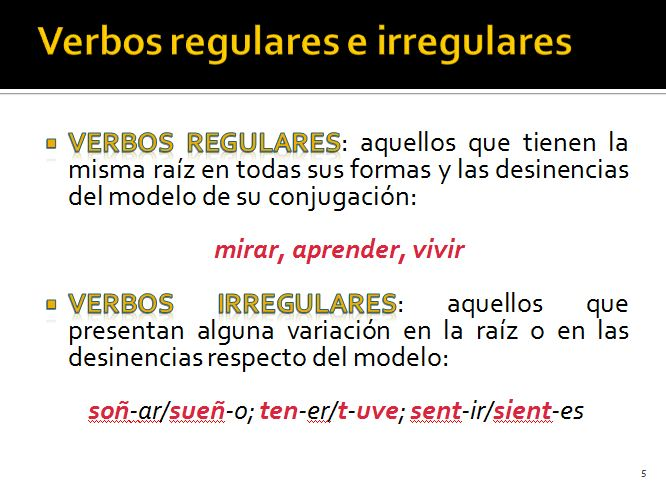 Verbos regulares e irregulares
VERBOS REGULARES: aquellos que tienen la
misma raíz en todas sus formas y las desinencias
del modelo de su conjugación:
mirar, aprender, vivir
VERBOS IRREGULARES: aquellos que
presentan alguna variación en la raíz o en las
desinencias respecto del modelo:
soñ-ar/sueñ-o; ten-er/t-uve; sent-ir/sient-es
5